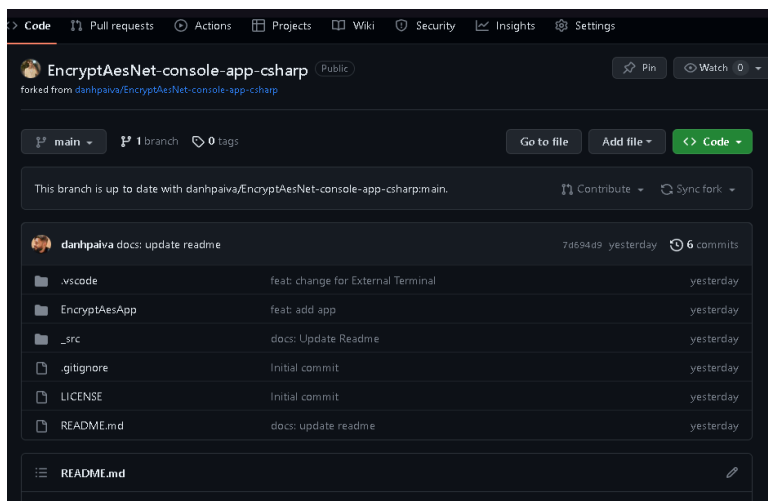 <> Code Pull requests Actions Projects Wiki Security Insights Settings
EncryptAesNet-console-app-csharp Public Pin Watch 0
forked from danhpaiva/EncryptAesNet-console-app-csharp
main 1 branch 0 tags Go to file Add file <> Code
This branch is up to date with danhpaiva/EncryptAesNet-console-app-csharp:main. Contribute Sync fork
danhpaiva docs: update readme 7d694d9 yesterday 6 commits
.vscode feat: change for External Terminal yesterday
EncryptAesApp feat: add app yesterday
_src docs: Update Readme yesterday
.gitignore Initial commit yesterday
LICENSE Initial commit yesterday
README.md docs: update readme yesterday
README.md